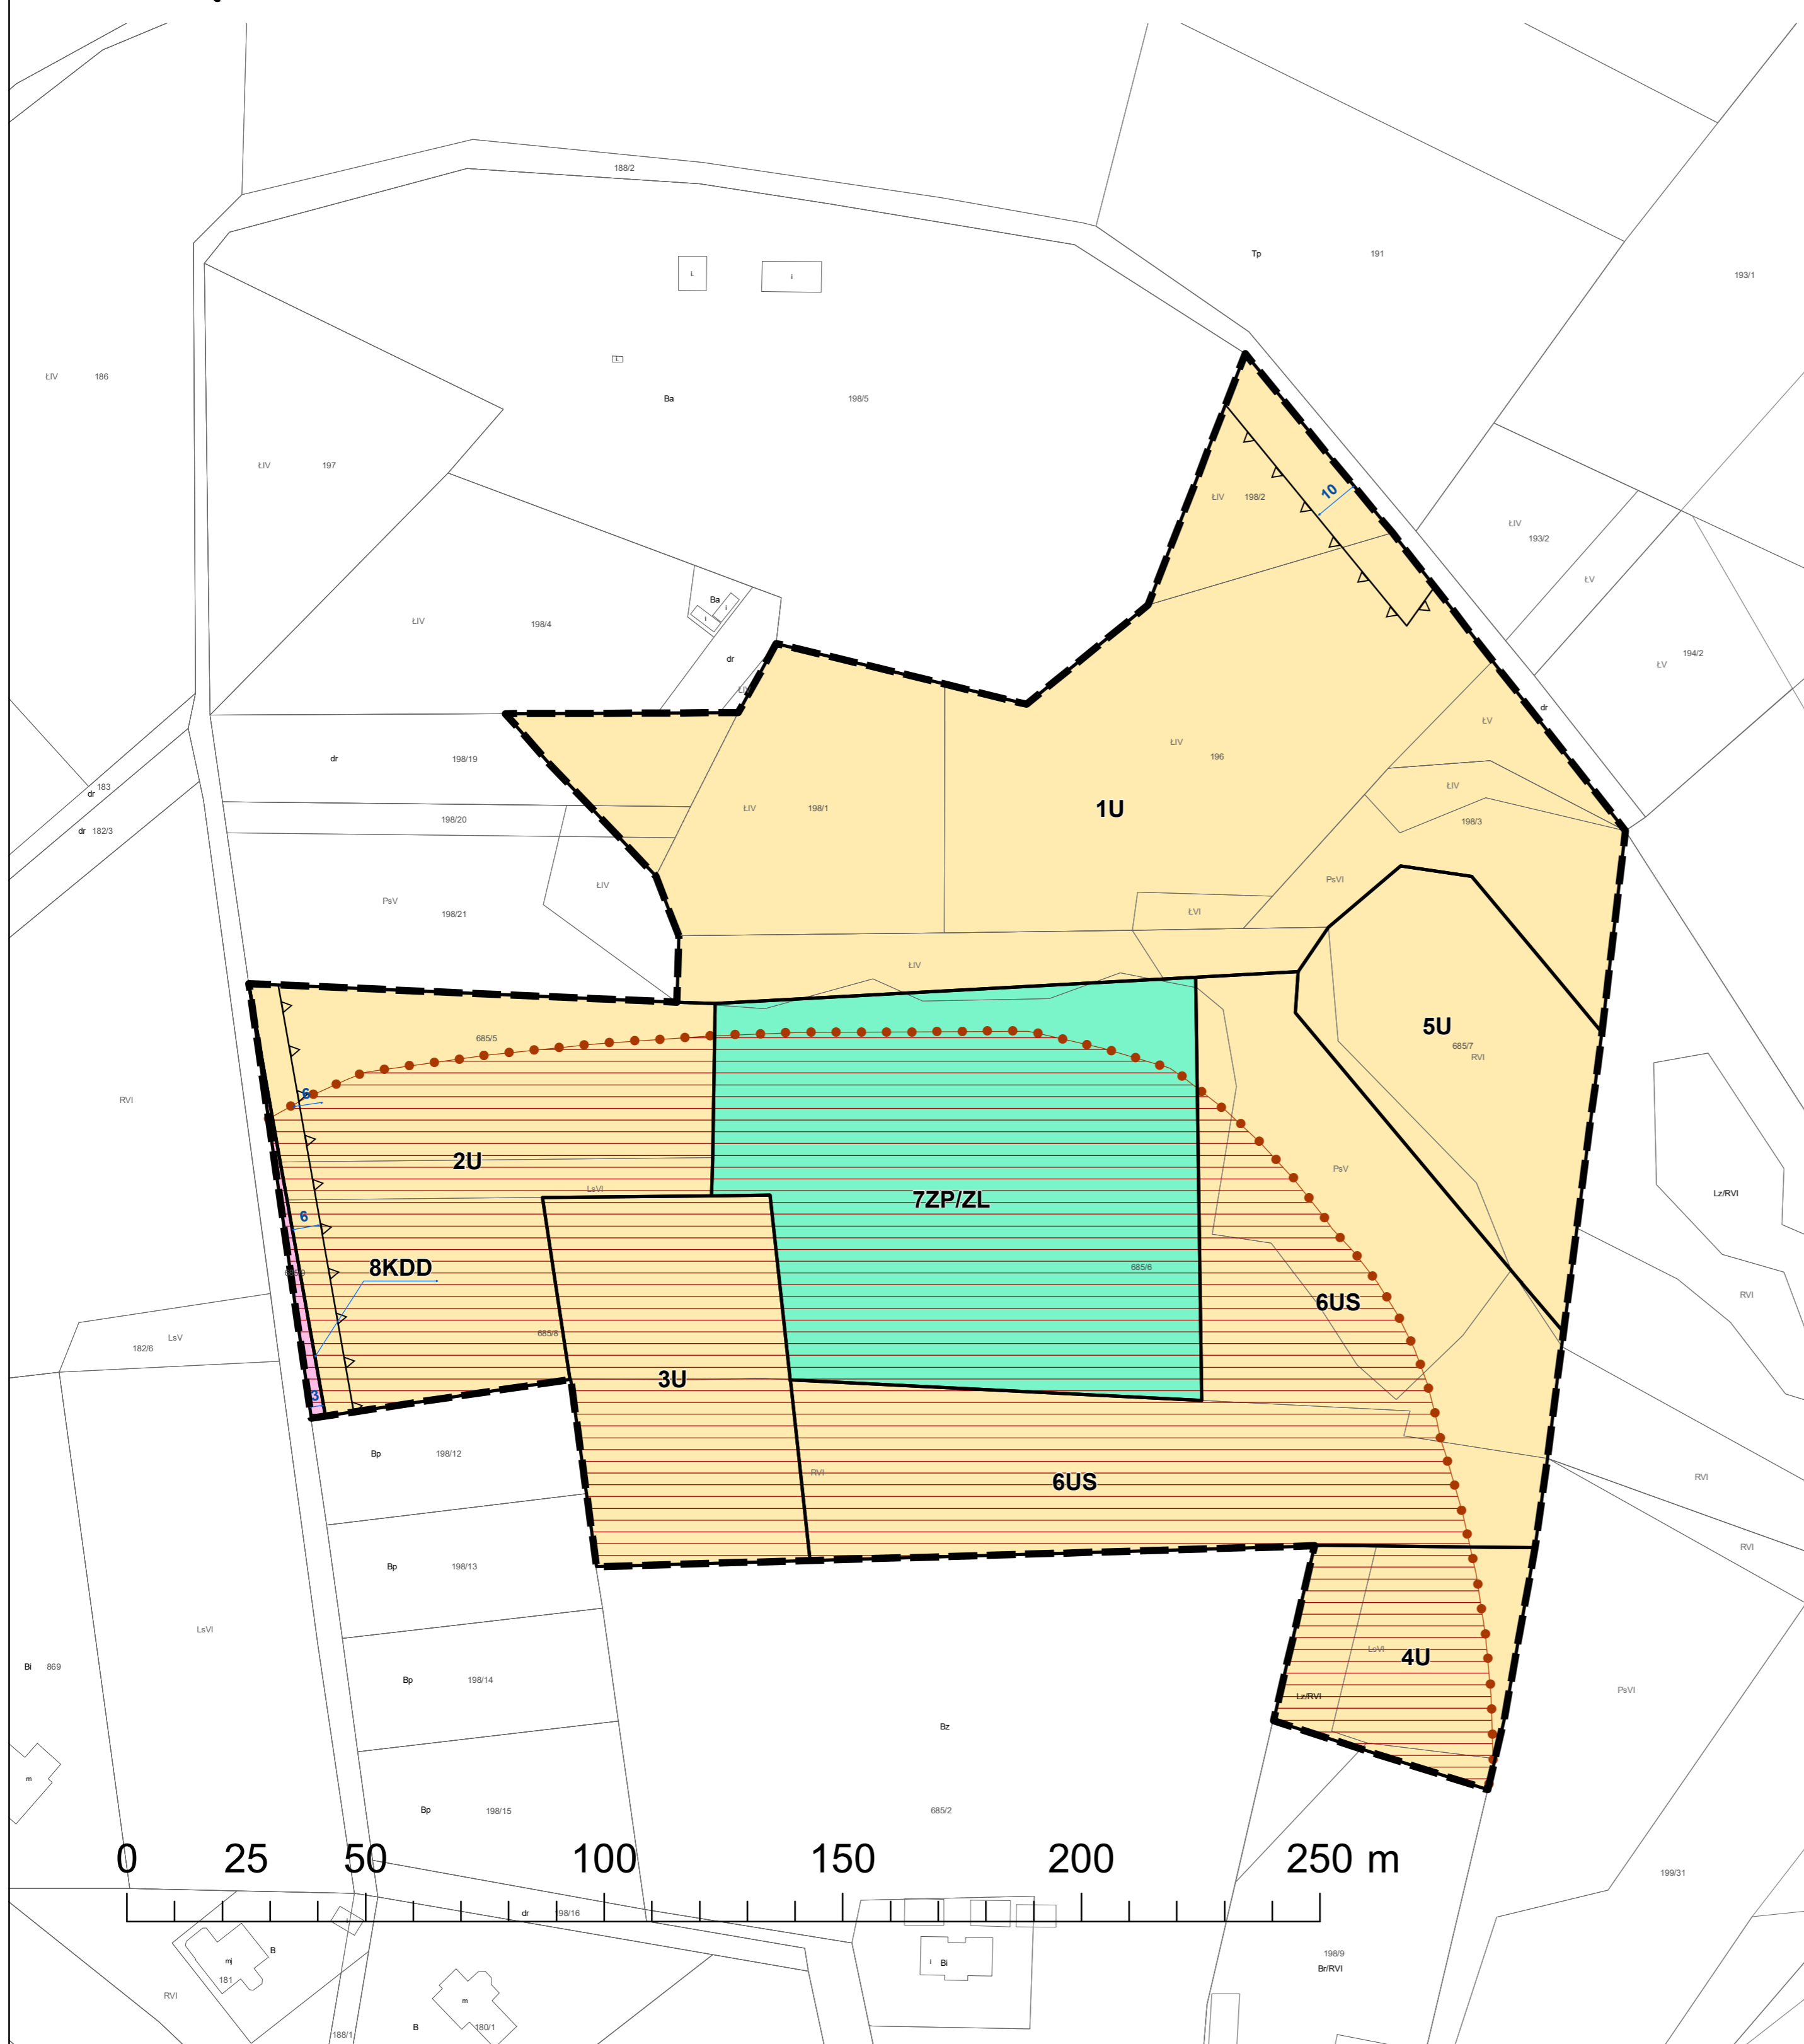 188/2
Tp 191
193/1
i
i
i
ŁIV 186
Ba 198/5
ŁIV 197
10
ŁIV 198/2
ŁIV
193/2
ŁV
Ba
i
i
ŁIV 198/4
dr
ŁIV
194/2
ŁV
dr
ŁV
ŁIV
196
dr 198/19
183
dr
ŁIV
ŁIV 198/1
1U
198/20
198/3
dr 182/3
PsVI
ŁIV
PsV
198/21
ŁVI
ŁIV
5U
685/7
RVI
685/5
6
RVI
2U
PsV
LsVI
7ZP/ZL
Lz/RVI
6
8KDD
685/6
6US
RVI
LsV
182/6
685/8
3U
3
Bp 198/12
RVI
6US
RVI
RVI
Bp 198/13
LsVI
LsVI
4U
Bi 869
Bp 198/14
Lz/RVI
PsVI
Bz
m
Bp 198/15
685/2
0 25 50 100 150 200 250 m
199/31
dr 198/16
B
mj
181
i Bi
198/9
Br/RVI
RVI
m
188/1
B
180/1